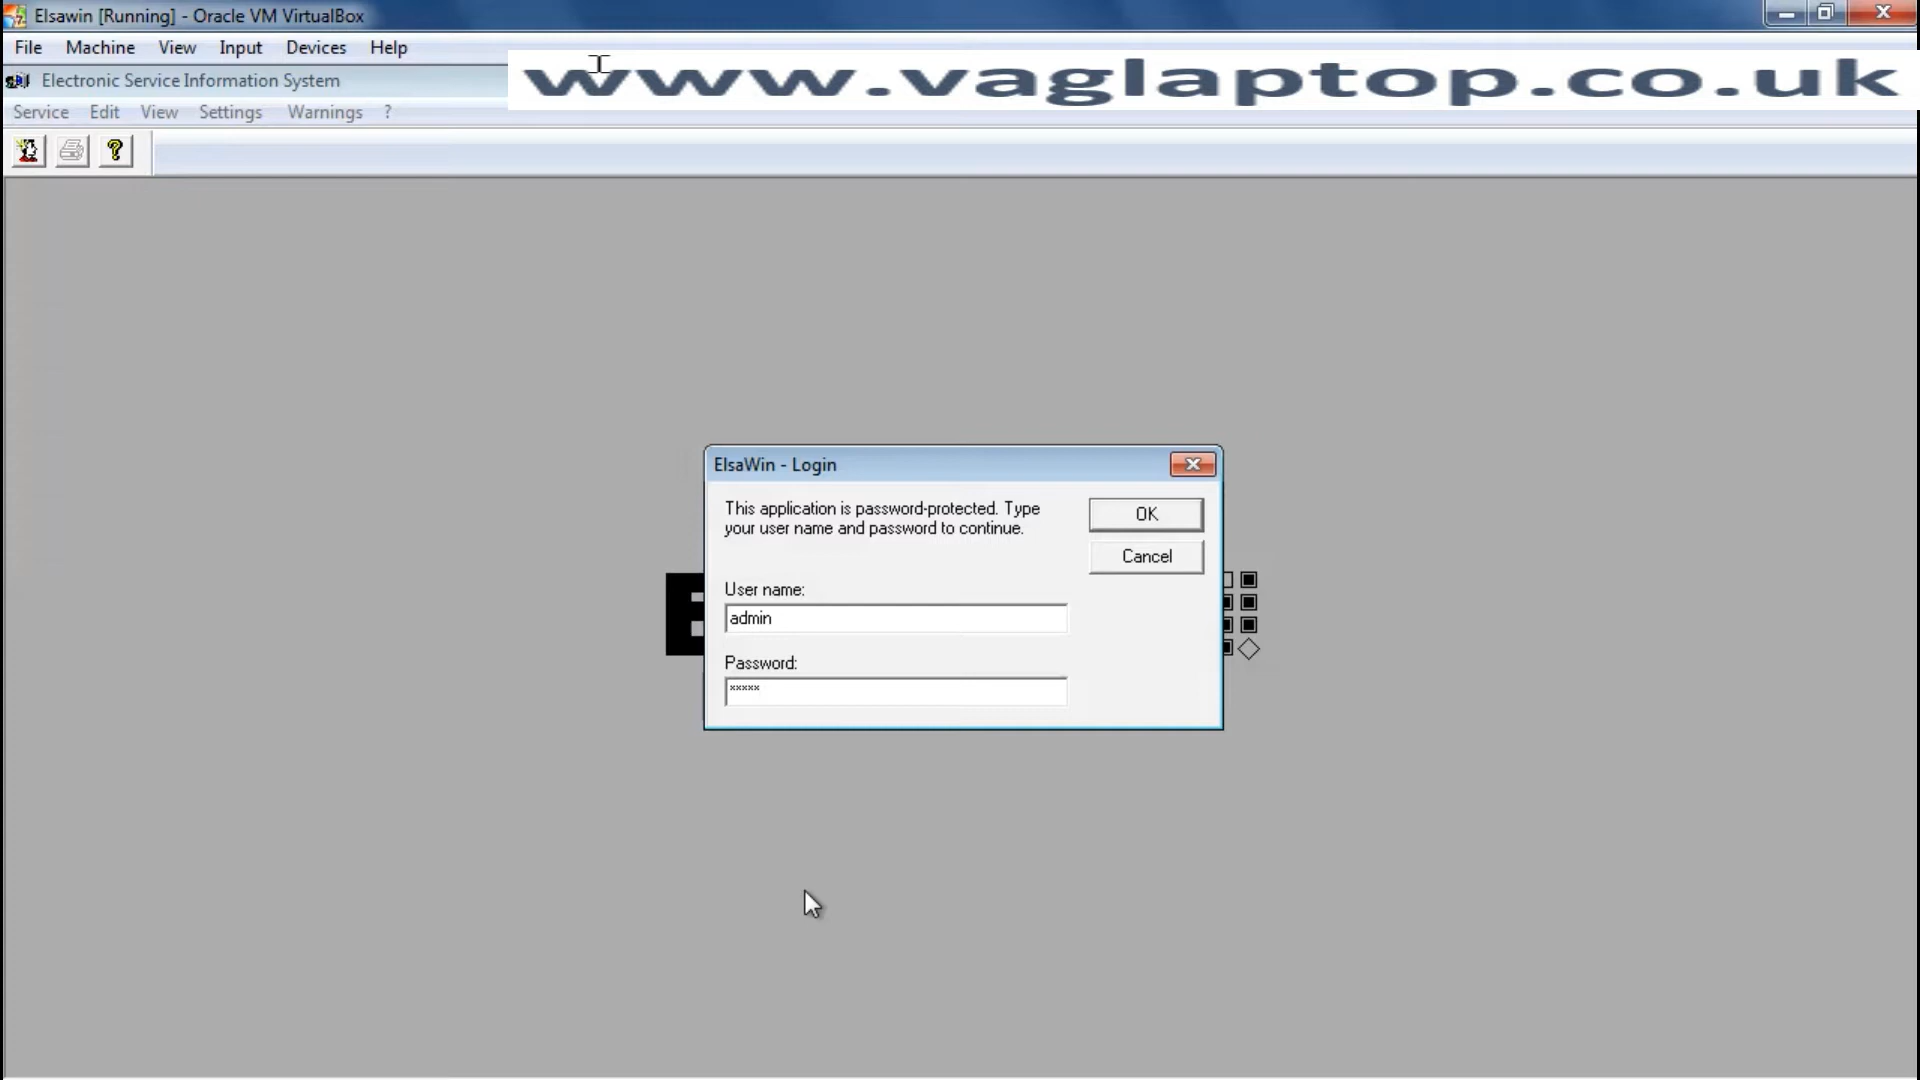 Elsawin [Running] - Oracle VM VirtualBox
File Machine View Input Devices Help
Electronic Service Information System
www.vaglaptop.co.uk
Service Edit View Settings Warnings ?
ElsaWin - Login
This application is password-protected. Type
your user name and password to continue.
OK
Cancel
User name:
admin
Password:
*****